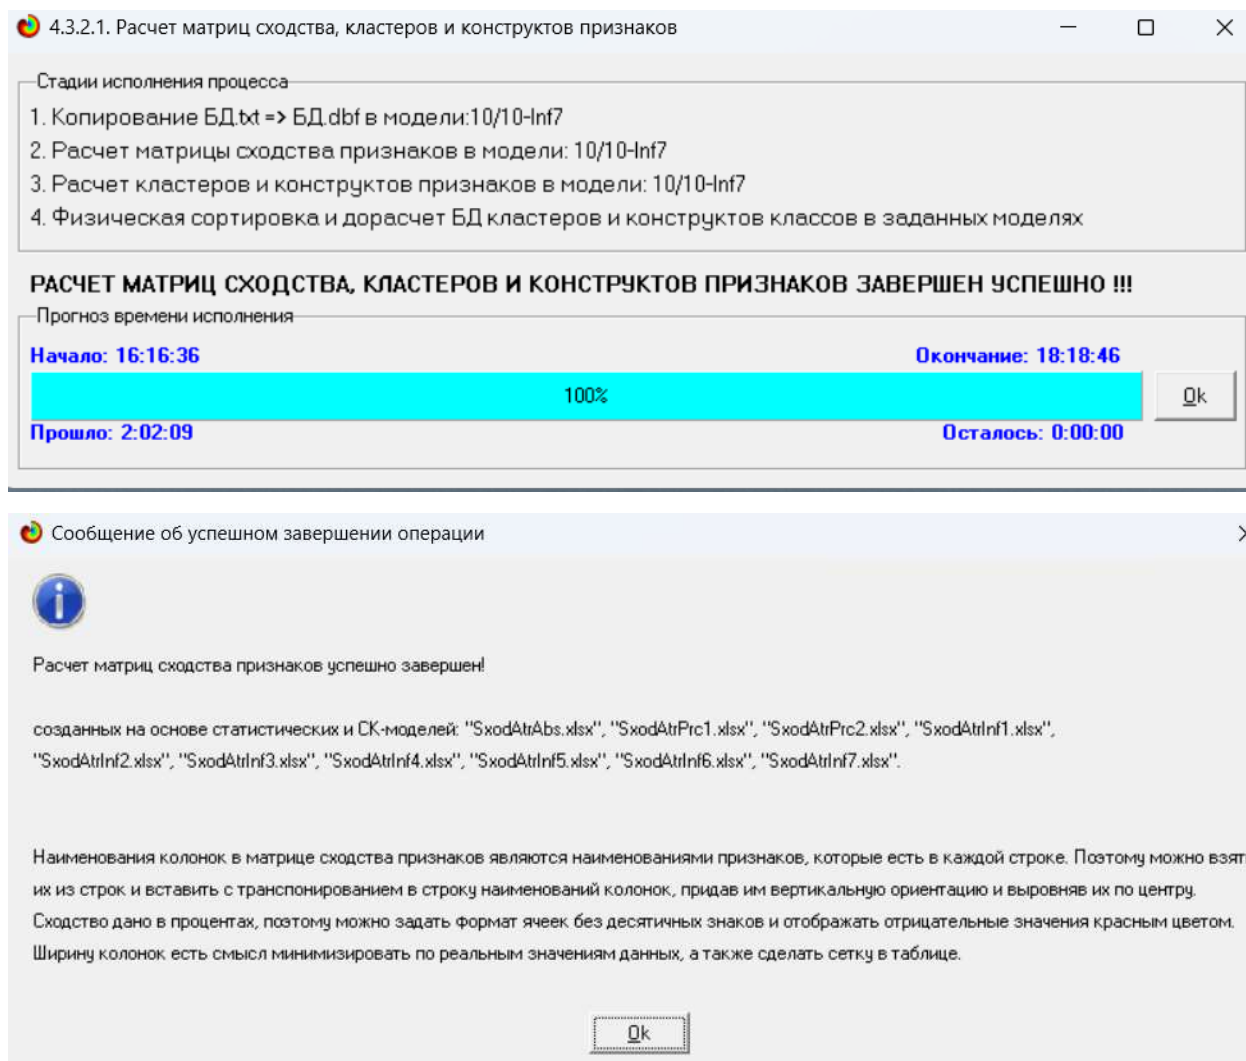 4.3.2.1. Расчет матриц сходства, кластеров и конструктов признаков
Стадии исполнения процесса
1. Копирование БД.txt => БД.dbf в модели:10/10-Inf7
2. Расчет матрицы сходства признаков в модели: 10/10-Inf7
3. Расчет кластеров и конструктов признаков в модели: 10/10-Inf7
4. Физическая сортировка и дорасчет БД кластеров и конструктов классов в заданных моделях
РАСЧЕТ МАТРИЦ СХОДСТВА, КЛАСТЕРОВ И КОНСТРУКТОВ ПРИЗНАКОВ ЗАВЕРШЕН УСПЕШНО !!!
Прогноз времени исполнения
Начало: 16:16:36 Окончание: 18:18:46
100% Ok
Прошло: 2:02:09 Осталось: 0:00:00
Сообщение об успешном завершении операции
Расчет матриц сходства признаков успешно завершен!
созданных на основе статистических и СК-моделей: "SxodAtrAbs.xlsx", "SxodAtrPrc1.xlsx", "SxodAtrPrc2.xlsx", "SxodAtrInf1.xlsx",
"SxodAtrInf2.xlsx", "SxodAtrInf3.xlsx", "SxodAtrInf4.xlsx", "SxodAtrInf5.xlsx", "SxodAtrInf6.xlsx", "SxodAtrInf7.xlsx".
Наименования колонок в матрице сходства признаков являются наименованиями признаков, которые есть в каждой строке. Поэтому можно взят
их из строк и вставить с транспонированием в строку наименований колонок, придав им вертикальную ориентацию и выровняв их по центру.
Сходство дано в процентах, поэтому можно задать формат ячеек без десятичных знаков и отображать отрицательные значения красным цветом.
Ширину колонок есть смысл минимизировать по реальным значениям данных, а также сделать сетку в таблице.
Ok